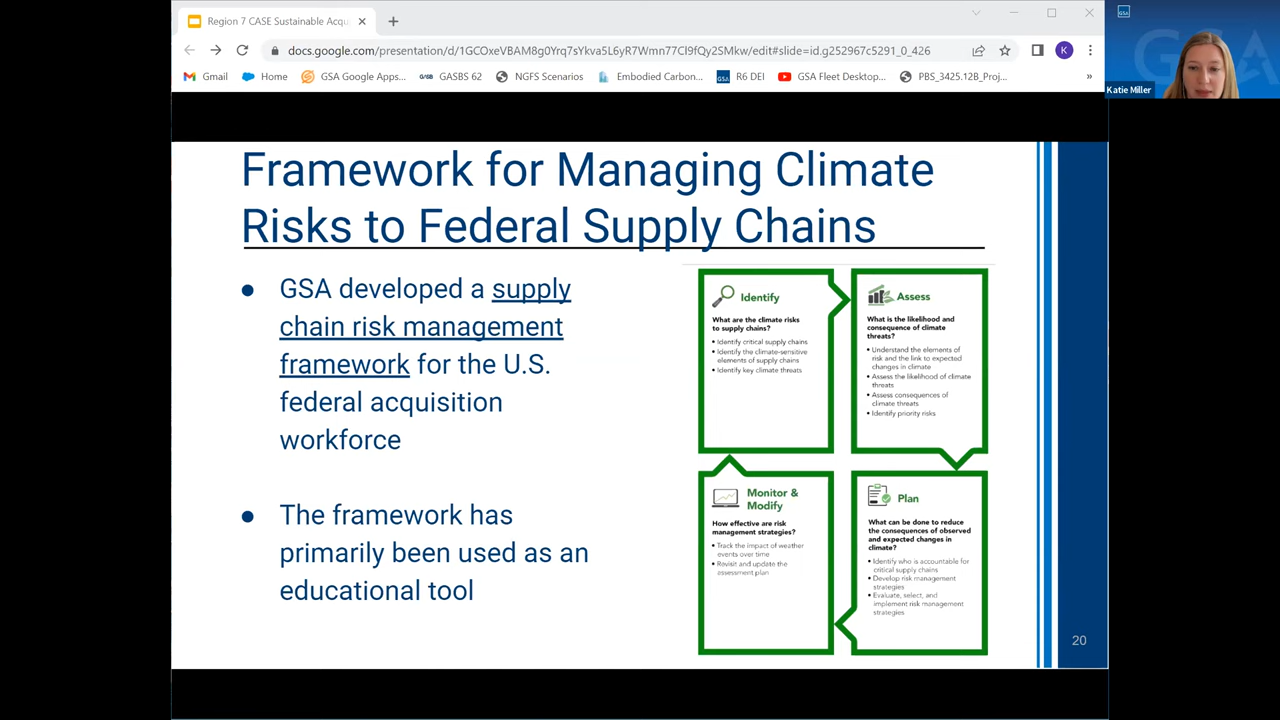 Region 7 CASE Sustainable Acqu
docs.google.com/presentation/d/1GCOxeVBAM8g0Yrq7sYkva5L6yR7Wmn77Cl9fQy2SMkw/edit#slide=id.g252967c5291_0_426
K
Gmail
Home
GSA Google Apps...
GASB
GASBS 62
NGFS Scenarios
Embodied Carbon...
GSA
R6 DEI
GSA Fleet Desktop...
PBS_3425.12B_Proj...
»
GSA
Katie Miller
Framework for Managing Climate
Risks to Federal Supply Chains
• GSA developed a supply
chain risk management
framework for the U.S.
federal acquisition
workforce
• The framework has
primarily been used as an
educational tool
Identify
What are the climate risks
to supply chains?
• Identify critical supply chains
• Identify the climate-sensitive
elements of supply chains
• Identify key climate threats
Assess
What is the likelihood and
consequence of climate
threats?
• Understand the elements of
risk and the link to expected
changes in climate
• Assess the likelihood of climate
threats
• Assess consequences of
climate threats
• Identify priority risks
Monitor &
Modify
How effective are risk
management strategies?
• Track the impact of weather
events over time
• Revisit and update the
assessment plan
Plan
What can be done to reduce
the consequences of observed
and expected changes in
climate?
• Identify who is accountable for
critical supply chains
• Develop risk management
strategies
• Evaluate, select, and
implement risk management
strategies
20